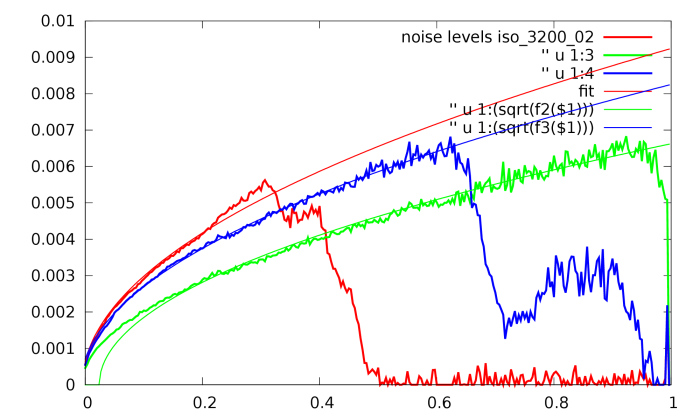 0.01
0.009
0.008
0.007
0.006
0.005
0.004
0.003
0.002
0.001
0
0 0.2 0.4 0.6 0.8 1
noise levels iso_3200_02
'' u 1:3
'' u 1:4
fit
'' u 1:(sqrt(f2($1)))
'' u 1:(sqrt(f3($1)))